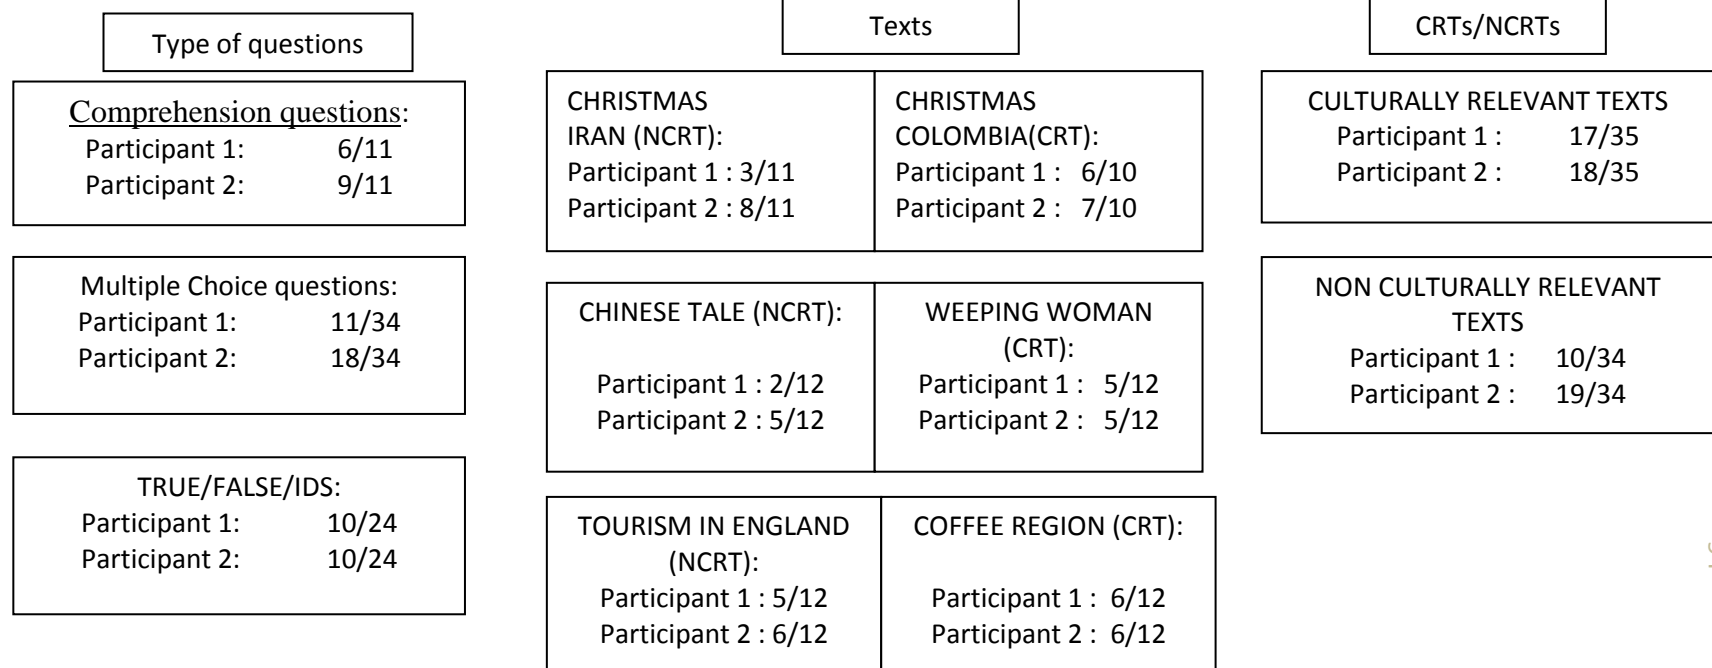 Type of questions
Comprehension questions:
Participant 1: 6/11
Participant 2: 9/11
Multiple Choice questions:
Participant 1: 11/34
Participant 2: 18/34
TRUE/FALSE/IDS:
Participant 1: 10/24
Participant 2: 10/24
Texts
CHRISTMAS
IRAN (NCRT):
Participant 1 : 3/11
Participant 2 : 8/11
CHRISTMAS
COLOMBIA(CRT):
Participant 1 : 6/10
Participant 2 : 7/10
CHINESE TALE (NCRT):
Participant 1 : 2/12
Participant 2 : 5/12
WEEPING WOMAN
(CRT):
Participant 1 : 5/12
Participant 2 : 5/12
TOURISM IN ENGLAND
(NCRT):
Participant 1 : 5/12
Participant 2 : 6/12
COFFEE REGION (CRT):
Participant 1 : 6/12
Participant 2 : 6/12
CRTs/NCRTs
CULTURALLY RELEVANT TEXTS
Participant 1 : 17/35
Participant 2 : 18/35
NON CULTURALLY RELEVANT
TEXTS
Participant 1 : 10/34
Participant 2 : 19/34